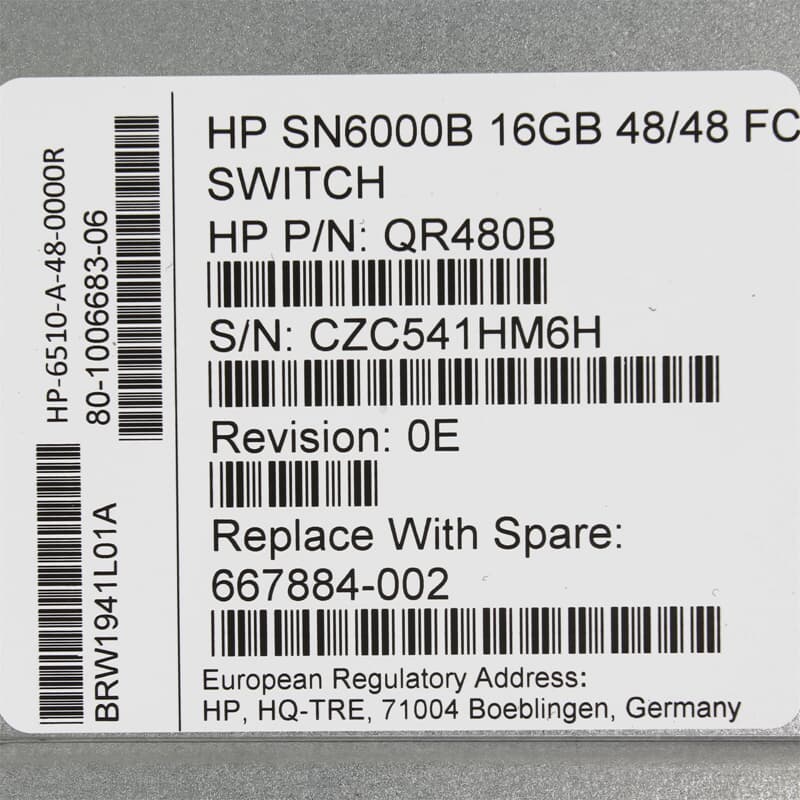 HP SN6000B 16GB 48/48 FC
SWITCH
HP P/N: QR480B
S/N: CZC541HM6H
Revision: 0E
Replace With Spare:
667884-002
European Regulatory Address:
HP, HQ-TRE, 71004 Boeblingen, Germany
HP-6510-A-48-0000R
80-1006683-06
BRW1941L01A